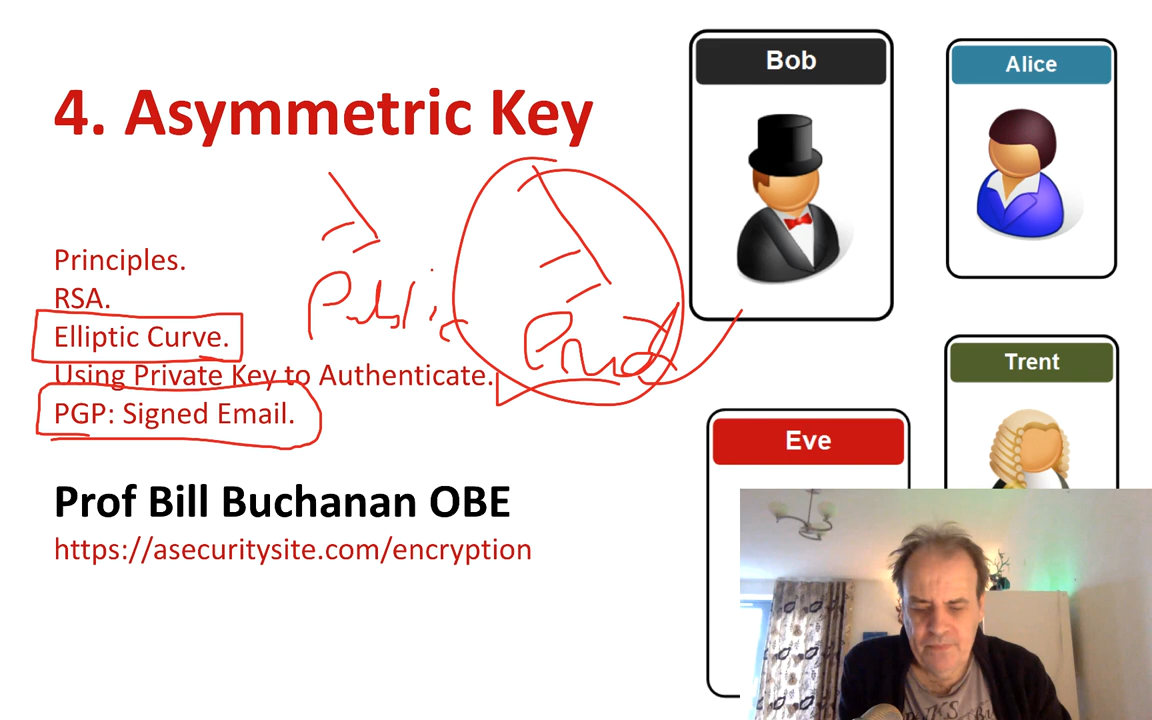 4. Asymmetric Key
Principles.
RSA.
Elliptic Curve.
Using Private Key to Authenticate.
PGP: Signed Email.
Public
Prof Bill Buchanan OBE
https://asecuritysite.com/encryption
Bob
Alice
Trent
Eve